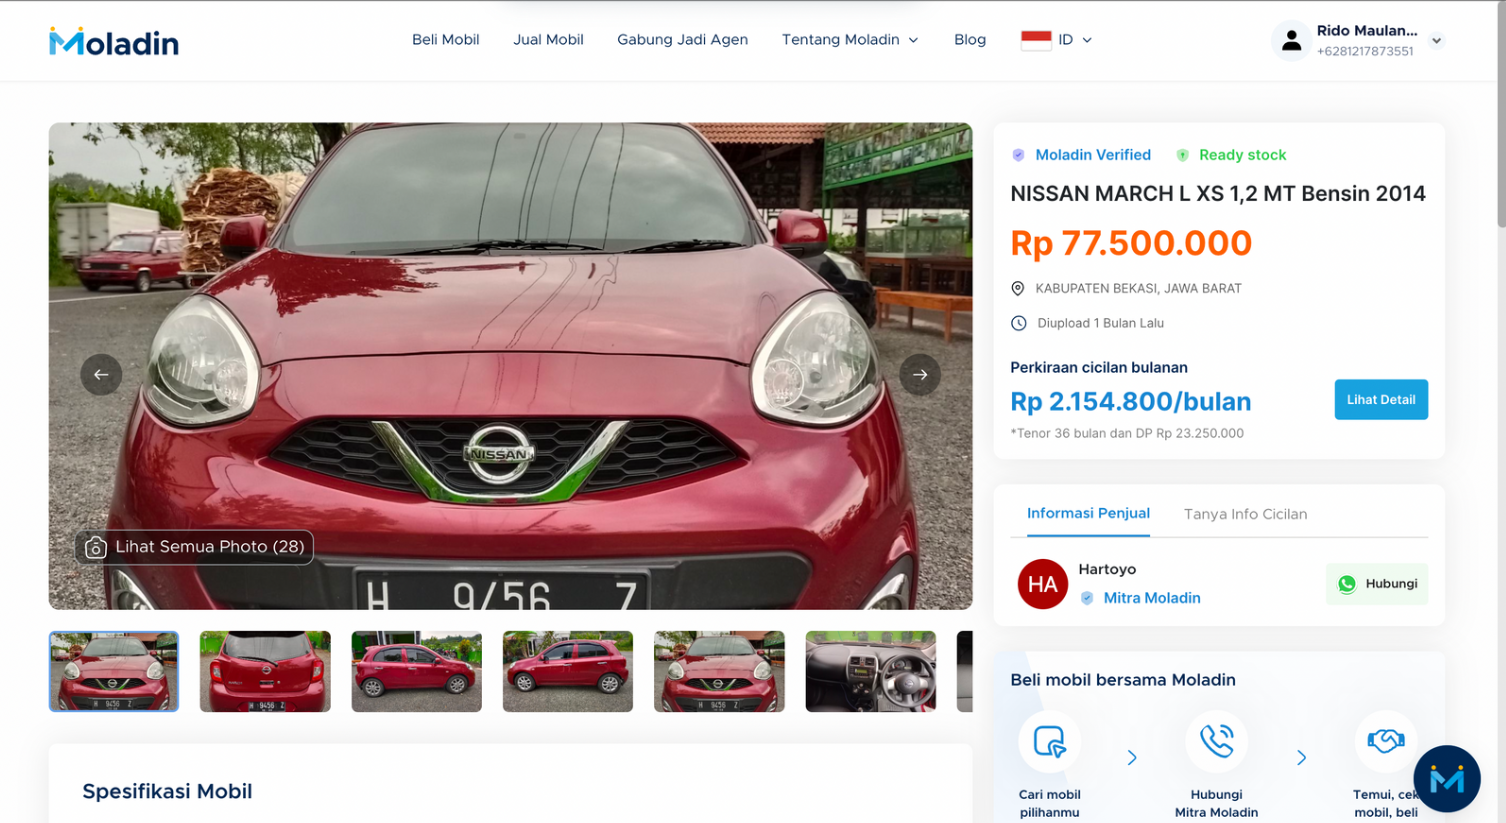 Moladin
Beli Mobil
Jual Mobil
Gabung Jadi Agen
Tentang Moladin
Blog
ID
Rido Maulan...
+6281217873551
NISSAN
H 9456 Z
Lihat Semua Photo (28)
H 9456 Z
H 9456 Z
H 9456 Z
Spesifikasi Mobil
Moladin Verified
Ready stock
NISSAN MARCH L XS 1,2 MT Bensin 2014
Rp 77.500.000
KABUPATEN BEKASI, JAWA BARAT
Diupload 1 Bulan Lalu
Perkiraan cicilan bulanan
Rp 2.154.800/bulan
Lihat Detail
*Tenor 36 bulan dan DP Rp 23.250.000
Informasi Penjual
Tanya Info Cicilan
HA
Hartoyo
Mitra Moladin
Hubungi
Beli mobil bersama Moladin
Cari mobil
pilihanmu
Hubungi
Mitra Moladin
Temui, cek
mobil, beli